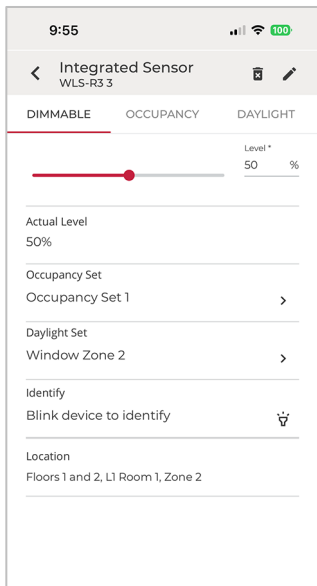 9:55
100
Integrated Sensor
WLS-R3 3
DIMMABLE OCCUPANCY DAYLIGHT
Level *
50 %
Actual Level
50%
Occupancy Set
Occupancy Set 1
Daylight Set
Window Zone 2
Identify
Blink device to identify
Location
Floors 1 and 2, L1 Room 1, Zone 2